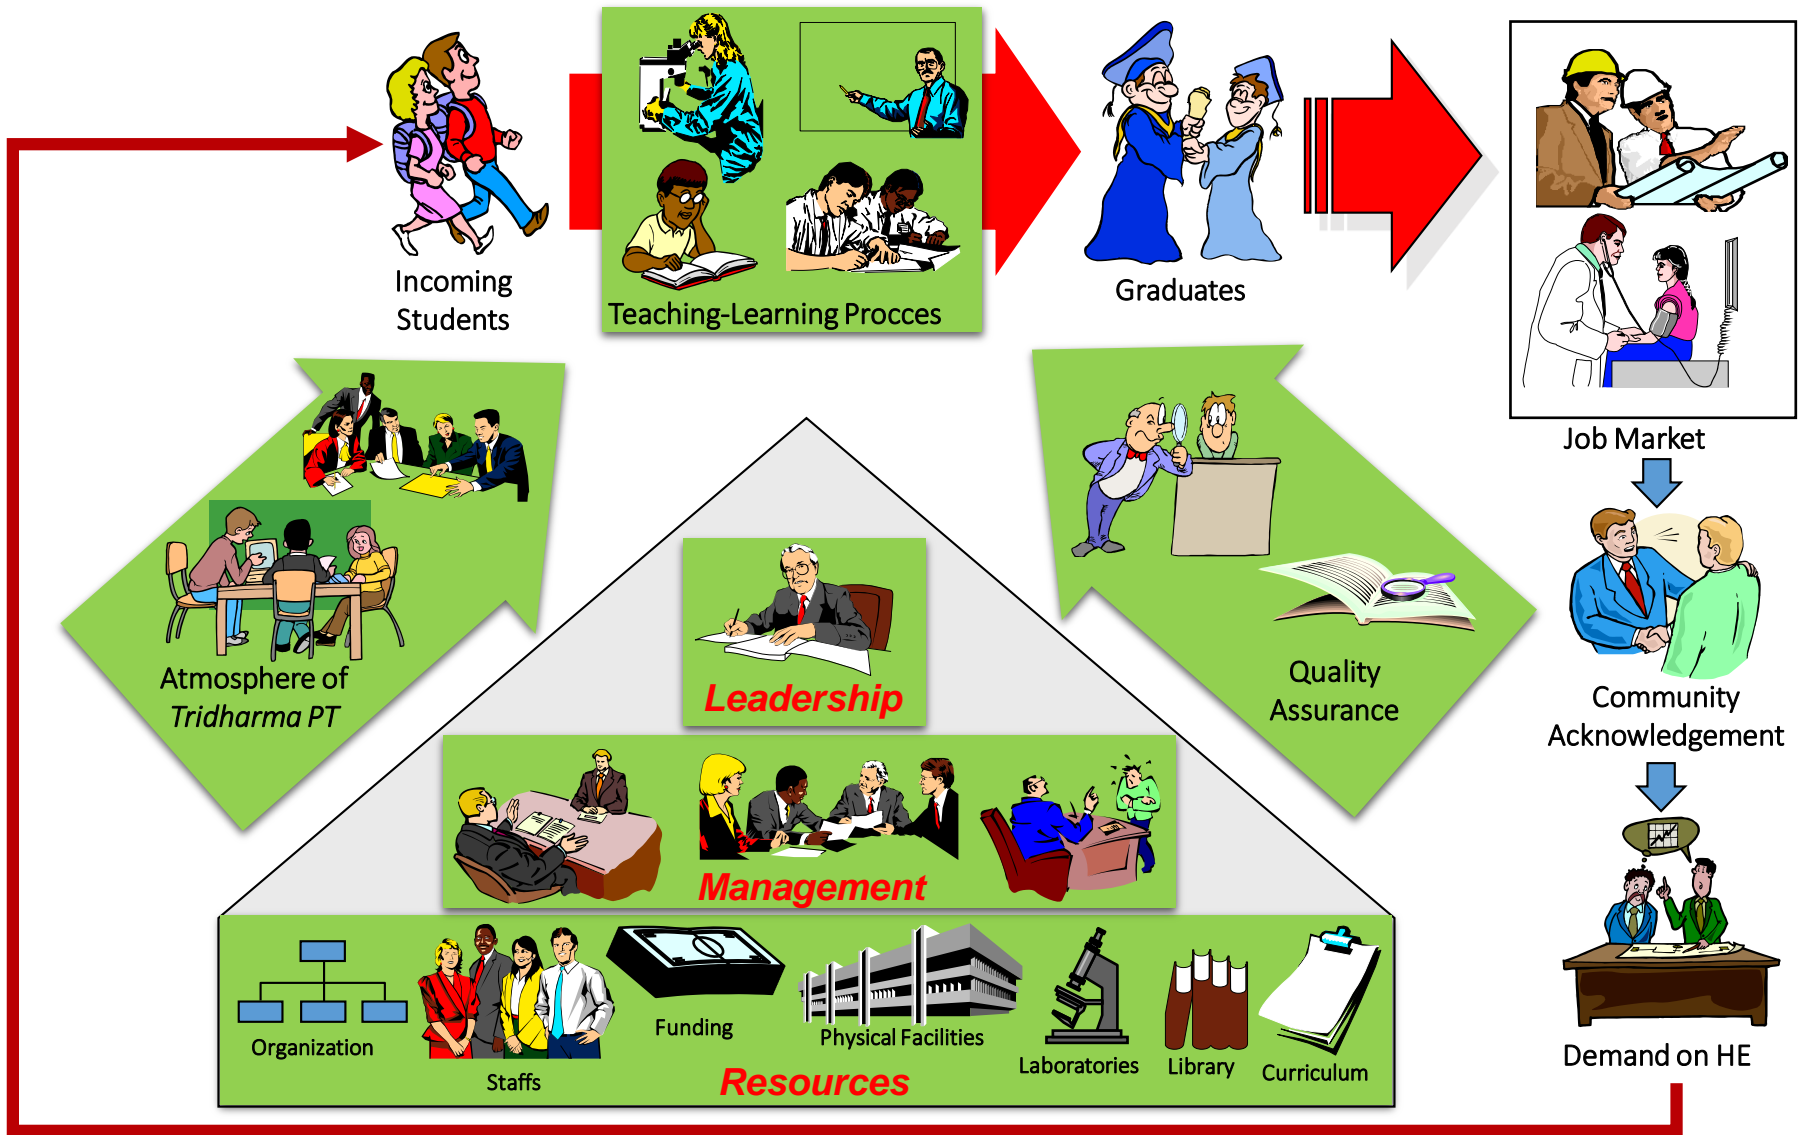 Incoming
Students
Teaching-Learning Procces
Graduates
Job Market
Community
Acknowledgement
Demand on HE
Atmosphere of
Tridharma PT
Quality
Assurance
Leadership
Management
Organization
Staffs
Funding
Physical Facilities
Laboratories
Library
Curriculum
Resources